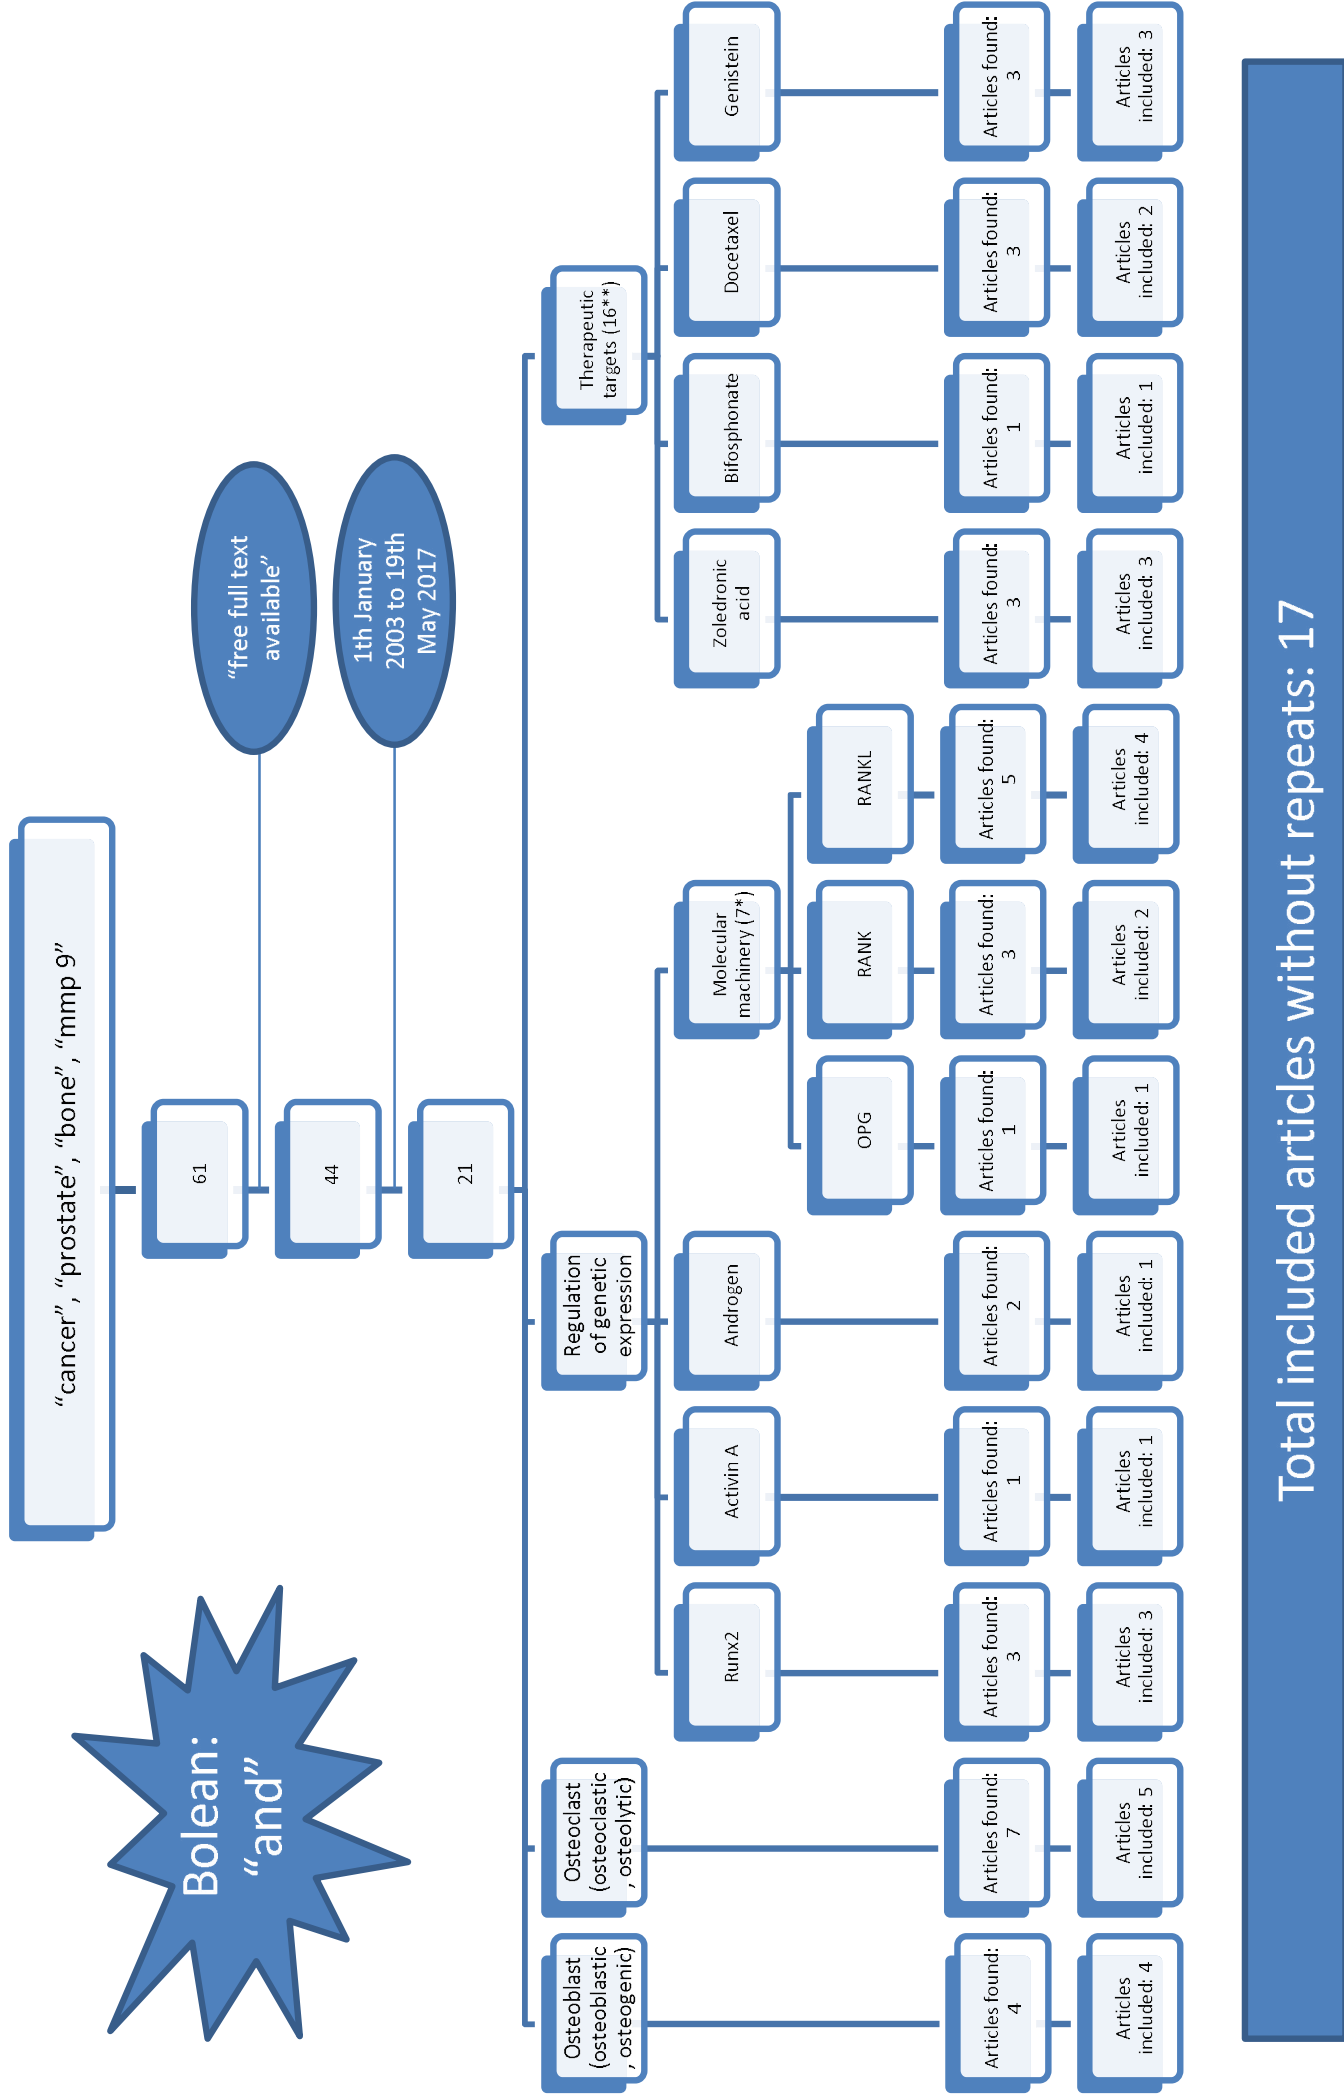 “cancer”, “prostate”, “bone”, “mmp 9”
Bolean:
“and”
61
“free full text
available”
44
1th January
2003 to 19th
May 2017
21
Osteoblast
(osteoblastic
, osteogenic)
Osteoclast
(osteoclastic
, osteolytic)
Regulation
of genetic
expression
Therapeutic
targets (16**)
Runx2
Activin A
Androgen
Molecular
machinery (7*)
Zoledronic
acid
Bifosphonate
Docetaxel
Genistein
OPG
RANK
RANKL
Articles found:
4
Articles found:
7
Articles found:
3
Articles found:
1
Articles found:
2
Articles found:
1
Articles found:
3
Articles found:
5
Articles found:
3
Articles found:
1
Articles found:
3
Articles found:
3
Articles
included: 4
Articles
included: 5
Articles
included: 3
Articles
included: 1
Articles
included: 1
Articles
included: 1
Articles
included: 2
Articles
included: 4
Articles
included: 3
Articles
included: 1
Articles
included: 2
Articles
included: 3
Total included articles without repeats: 17